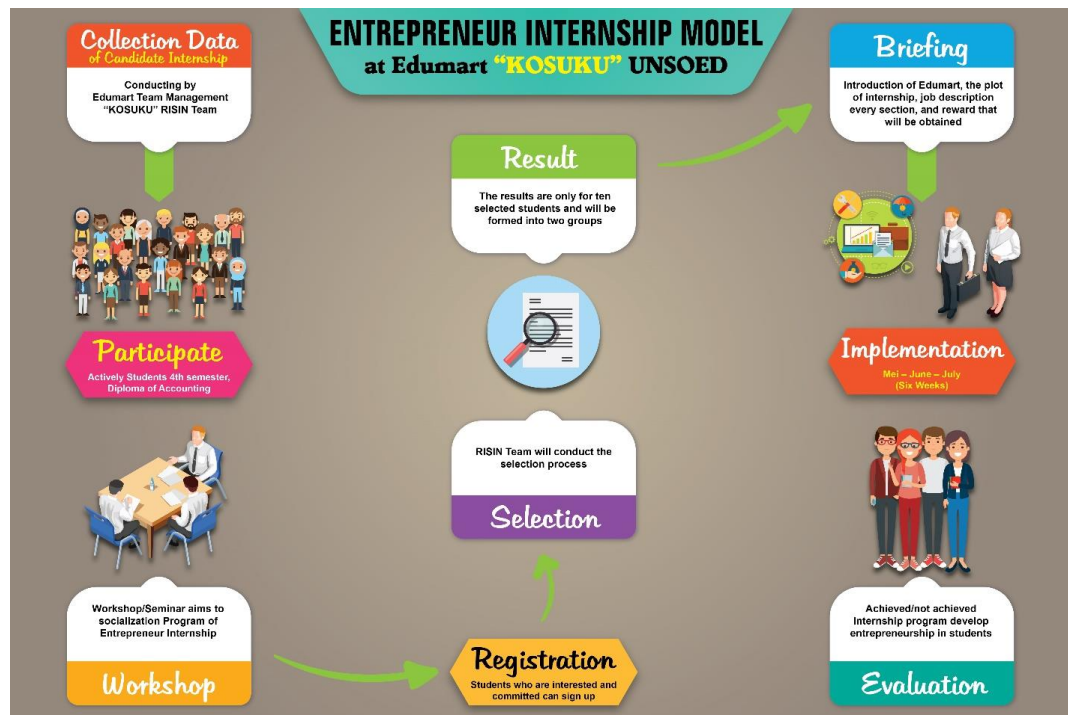 ENTREPRENEUR INTERNSHIP MODEL
at Edumart “KOSUKU” UNSOED
Collection Data
of Candidate Internship
Conducting by
Edumart Team Management
“KOSUKU” RISIN Team
Participate
Actively Students 4th semester,
Diploma of Accounting
Workshop/Seminar aims to
socialization Program of
Entrepreneur Internship
Workshop
Registration
Students who are interested and
committed can sign up
RISIN Team will conduct the
selection process
Selection
Result
The results are only for ten
selected students and will be
formed into two groups
Briefing
Introduction of Edumart, the plot
of internship, job description
every section, and reward that
will be obtained
Implementation
Mei – June – July
(Six Weeks)
Achieved/not achieved
Internship program develop
entrepreneurship in students
Evaluation